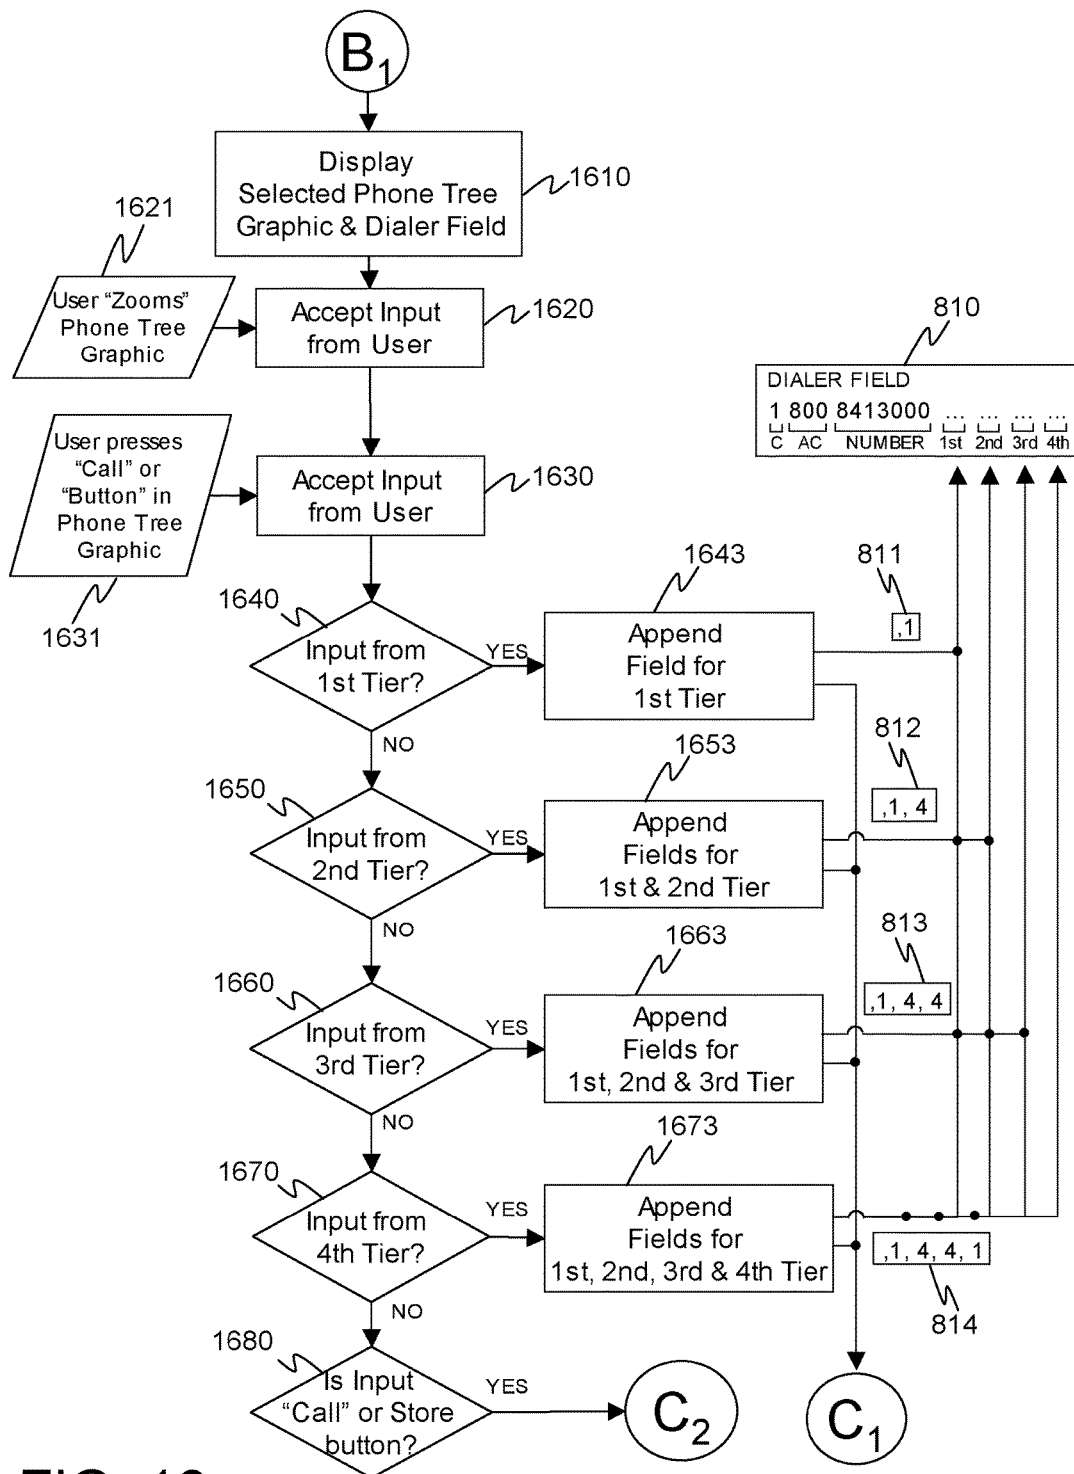 B1
Display
Selected Phone Tree
Graphic & Dialer Field
1610
1621
User “Zooms”
Phone Tree
Graphic
Accept Input
from User
1620
810
DIALER FIELD
1 800 8413000 ... ... ... ...
C AC NUMBER 1st 2nd 3rd 4th
User presses
“Call” or
“Button” in
Phone Tree
Graphic
1631
Accept Input
from User
1630
1640
Input from
1st Tier?
YES
NO
1643
Append
Field for
1st Tier
811
,1
1650
Input from
2nd Tier?
YES
NO
1653
Append
Fields for
1st & 2nd Tier
812
,1, 4
1660
Input from
3rd Tier?
YES
NO
1663
Append
Fields for
1st, 2nd & 3rd Tier
813
,1, 4, 4
1670
Input from
4th Tier?
YES
NO
1673
Append
Fields for
1st, 2nd, 3rd & 4th Tier
,1, 4, 4, 1
814
1680
Is Input
“Call” or Store
button?
YES
C2
C1